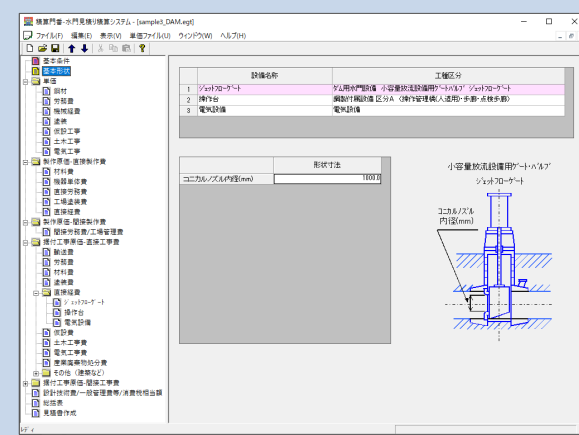 積算門番-水門見積り積算システム - [sample3_DAM.egt]
ファイル(F) 編集(E) 表示(V) 単価ファイル(U) ウィンドウ(W) ヘルプ(H)
基本条件
基本形状
単価
鋼材
労務費
機械経費
塗装
仮設工事
土木工事
電気工事
製作原価-直接製作費
材料費
機器単体費
直接労務費
工場塗装費
直接経費
製作原価-間接製作費
間接労務費/工場管理費
据付工事原価-直接工事費
輸送費
労務費
材料費
塗装費
直接経費
ジェットフローゲート
操作台
電気設備
仮設費
土木工事費
電気工事費
産業廃棄物処分費
その他（建築など）
据付工事原価-間接工事費
設計技術費/一般管理費等/消費税相当額
総括表
見積書作成
設備名称 工種区分
1 ジェットフローゲート ダム用水門設備 小容量放流設備用ゲート・バルブ ジェットフローゲート
2 操作台 鋼製付属設備 区分A （操作管理橋(人道用)・歩廊・点検歩廊）
3 電気設備 電気設備
形状寸法
コニカルノズル内径(mm) 1000.0
小容量放流設備用ゲート・バルブ
ジェットフローゲート
コニカルノズル
内径(mm)
レディ